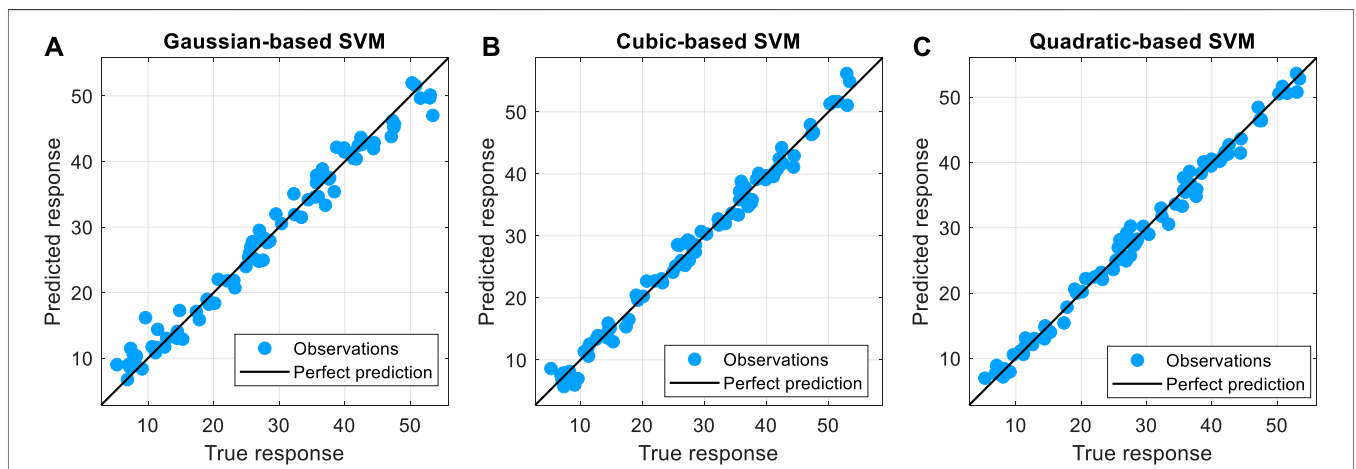 A
Gaussian-based SVM
Predicted response
50
40
30
20
10
Observations
Perfect prediction
10 20 30 40 50
True response
B
Cubic-based SVM
Predicted response
50
40
30
20
10
Observations
Perfect prediction
10 20 30 40 50
True response
C
Quadratic-based SVM
Predicted response
50
40
30
20
10
Observations
Perfect prediction
10 20 30 40 50
True response